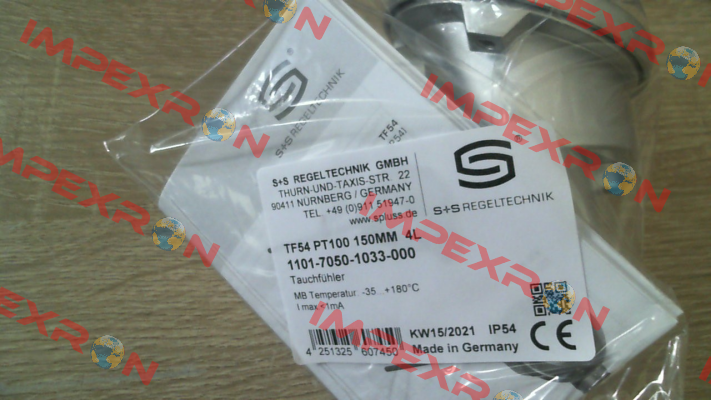 IMPEXRON
IMPEXRON
IMPEXRON
IMPEXRON
IMPEXRON
S+S REGELTECHNIK
TF54
S+S REGELTECHNIK GMBH
THURN-UND-TAXIS-STR. 22
90411 NÜRNBERG / GERMANY
TEL. +49 (0)911 51947-0
www.spluss.de
S+S REGELTECHNIK
TF54 PT100 150MM 4L
1101-7050-1033-000
Tauchfühler
MB Temperatur: -35...+180°C
I max <1mA
4 251325 607450
KW15/2021 IP54
Made in Germany
CE